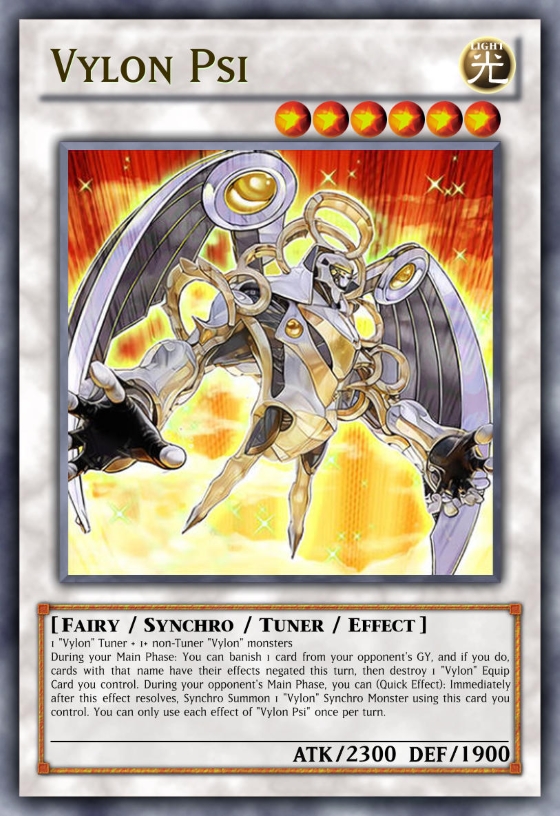 Vylon Psi
LIGHT
光
[ Fairy / Synchro / Tuner / Effect ]
1 "Vylon" Tuner + 1+ non-Tuner "Vylon" monsters
During your Main Phase: You can banish 1 card from your opponent's GY, and if you do,
cards with that name have their effects negated this turn, then destroy 1 "Vylon" Equip
Card you control. During your opponent's Main Phase, you can (Quick Effect): Immediately
after this effect resolves, Synchro Summon 1 "Vylon" Synchro Monster using this card you
control. You can only use each effect of "Vylon Psi" once per turn.
ATK/2300 DEF/1900